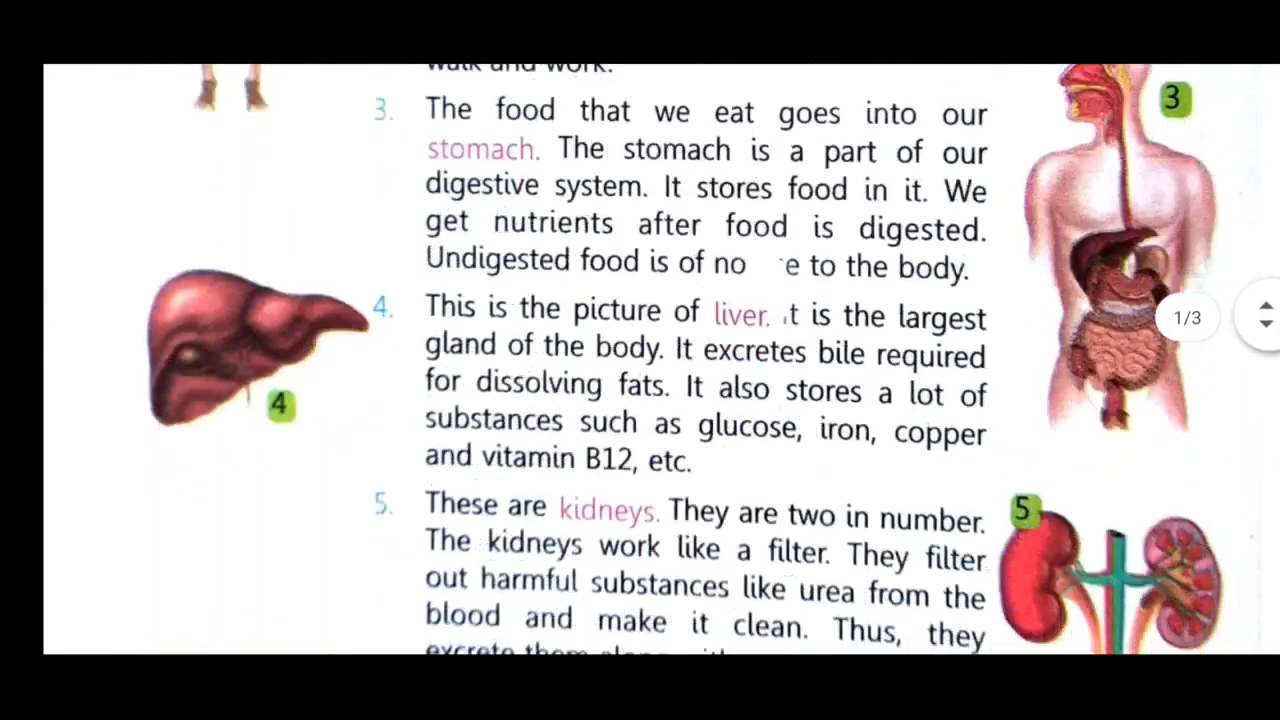 walk and work.
3. The food that we eat goes into our
stomach. The stomach is a part of our
digestive system. It stores food in it. We
get nutrients after food is digested.
Undigested food is of no e to the body.
4. This is the picture of liver. t is the largest
gland of the body. It excretes bile required
for dissolving fats. It also stores a lot of
substances such as glucose, iron, copper
and vitamin B12, etc.
5. These are kidneys. They are two in number.
The kidneys work like a filter. They filter
out harmful substances like urea from the
blood and make it clean. Thus, they
excrete them
3
1/3
4
5